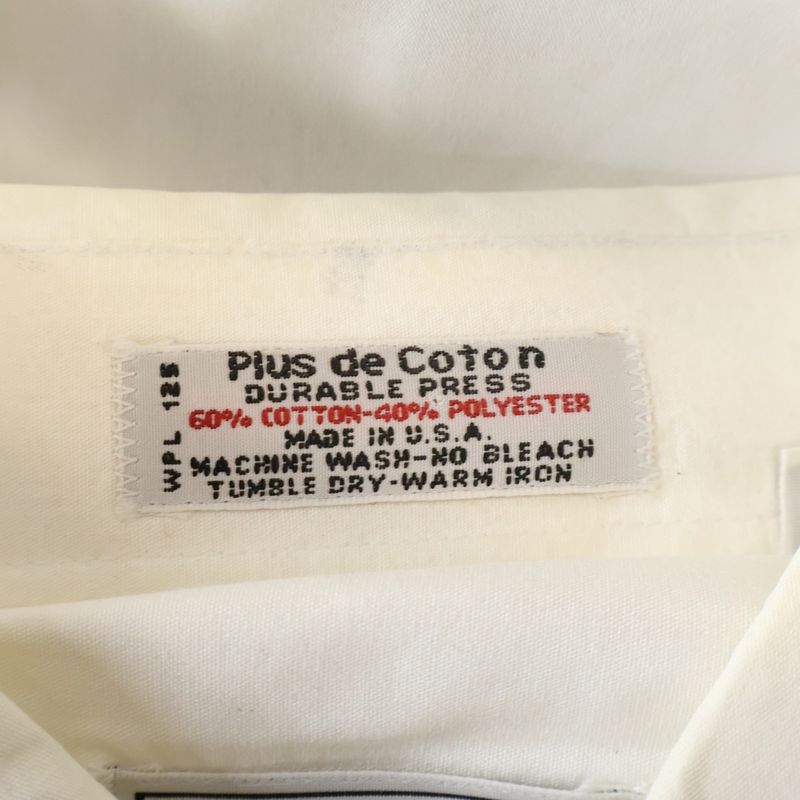 Plus de Coton
DURABLE PRESS
60% COTTON-40% POLYESTER
MADE IN U.S.A.
MACHINE WASH-NO BLEACH
TUMBLE DRY-WARM IRON
WPL 125